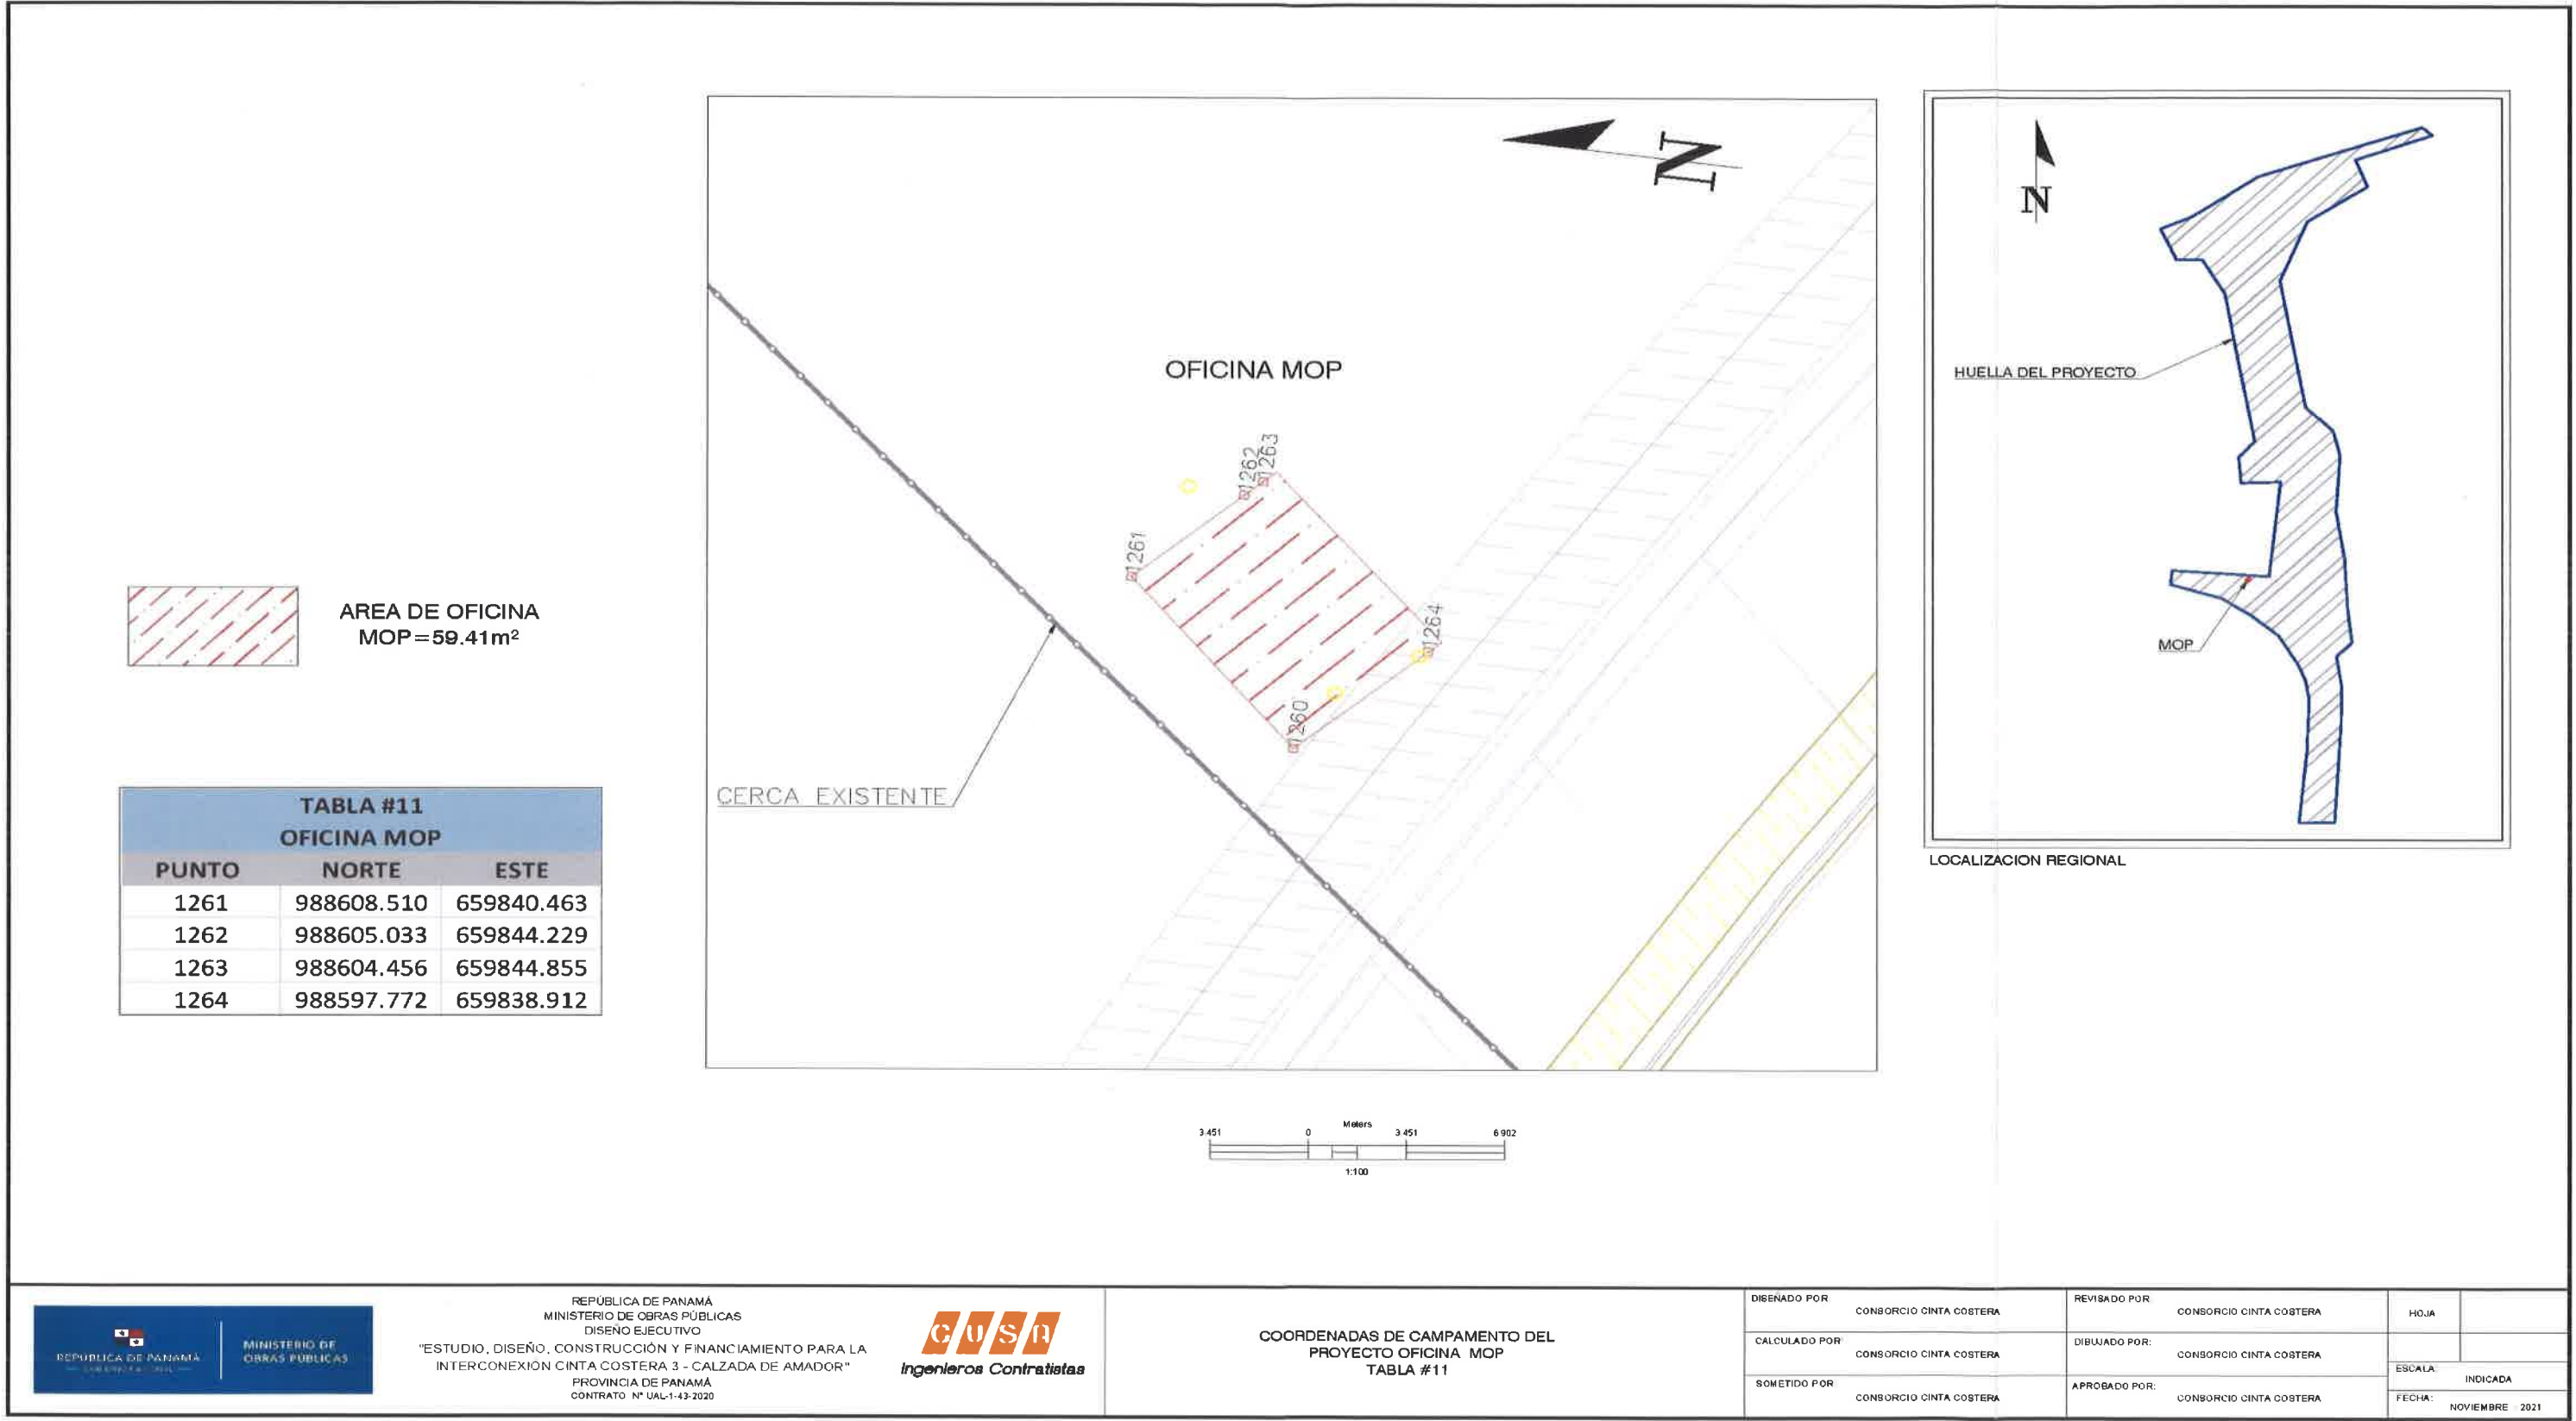 N
OFICINA MOP
1261
1262
1263
1264
1260
CERCA EXISTENTE
AREA DE OFICINA
MOP=59.41m²
TABLA #11
OFICINA MOP
PUNTO NORTE ESTE
1261 988608.510 659840.463
1262 988605.033 659844.229
1263 988604.456 659844.855
1264 988597.772 659838.912
N
HUELLA DEL PROYECTO
MOP
LOCALIZACION REGIONAL
Meters
3 451 0 3 451 6 902
1:100
REPÚBLICA DE PANAMÁ
MINISTERIO DE
OBRAS PÚBLICAS
REPÚBLICA DE PANAMÁ
MINISTERIO DE OBRAS PÚBLICAS
DISEÑO EJECUTIVO
"ESTUDIO, DISEÑO, CONSTRUCCIÓN Y FINANCIAMIENTO PARA LA
INTERCONEXIÓN CINTA COSTERA 3 - CALZADA DE AMADOR"
PROVINCIA DE PANAMÁ
CONTRATO N° UAL-1-43-2020
CUSA
Ingenieros Contratistas
COORDENADAS DE CAMPAMENTO DEL
PROYECTO OFICINA MOP
TABLA #11
DISEÑADO POR
CONSORCIO CINTA COSTERA
CALCULADO POR
CONSORCIO CINTA COSTERA
SOMETIDO POR
CONSORCIO CINTA COSTERA
REVISADO POR
CONSORCIO CINTA COSTERA
DIBUJADO POR:
CONSORCIO CINTA COSTERA
APROBADO POR:
CONSORCIO CINTA COSTERA
HOJA
ESCALA:
INDICADA
FECHA:
NOVIEMBRE - 2021